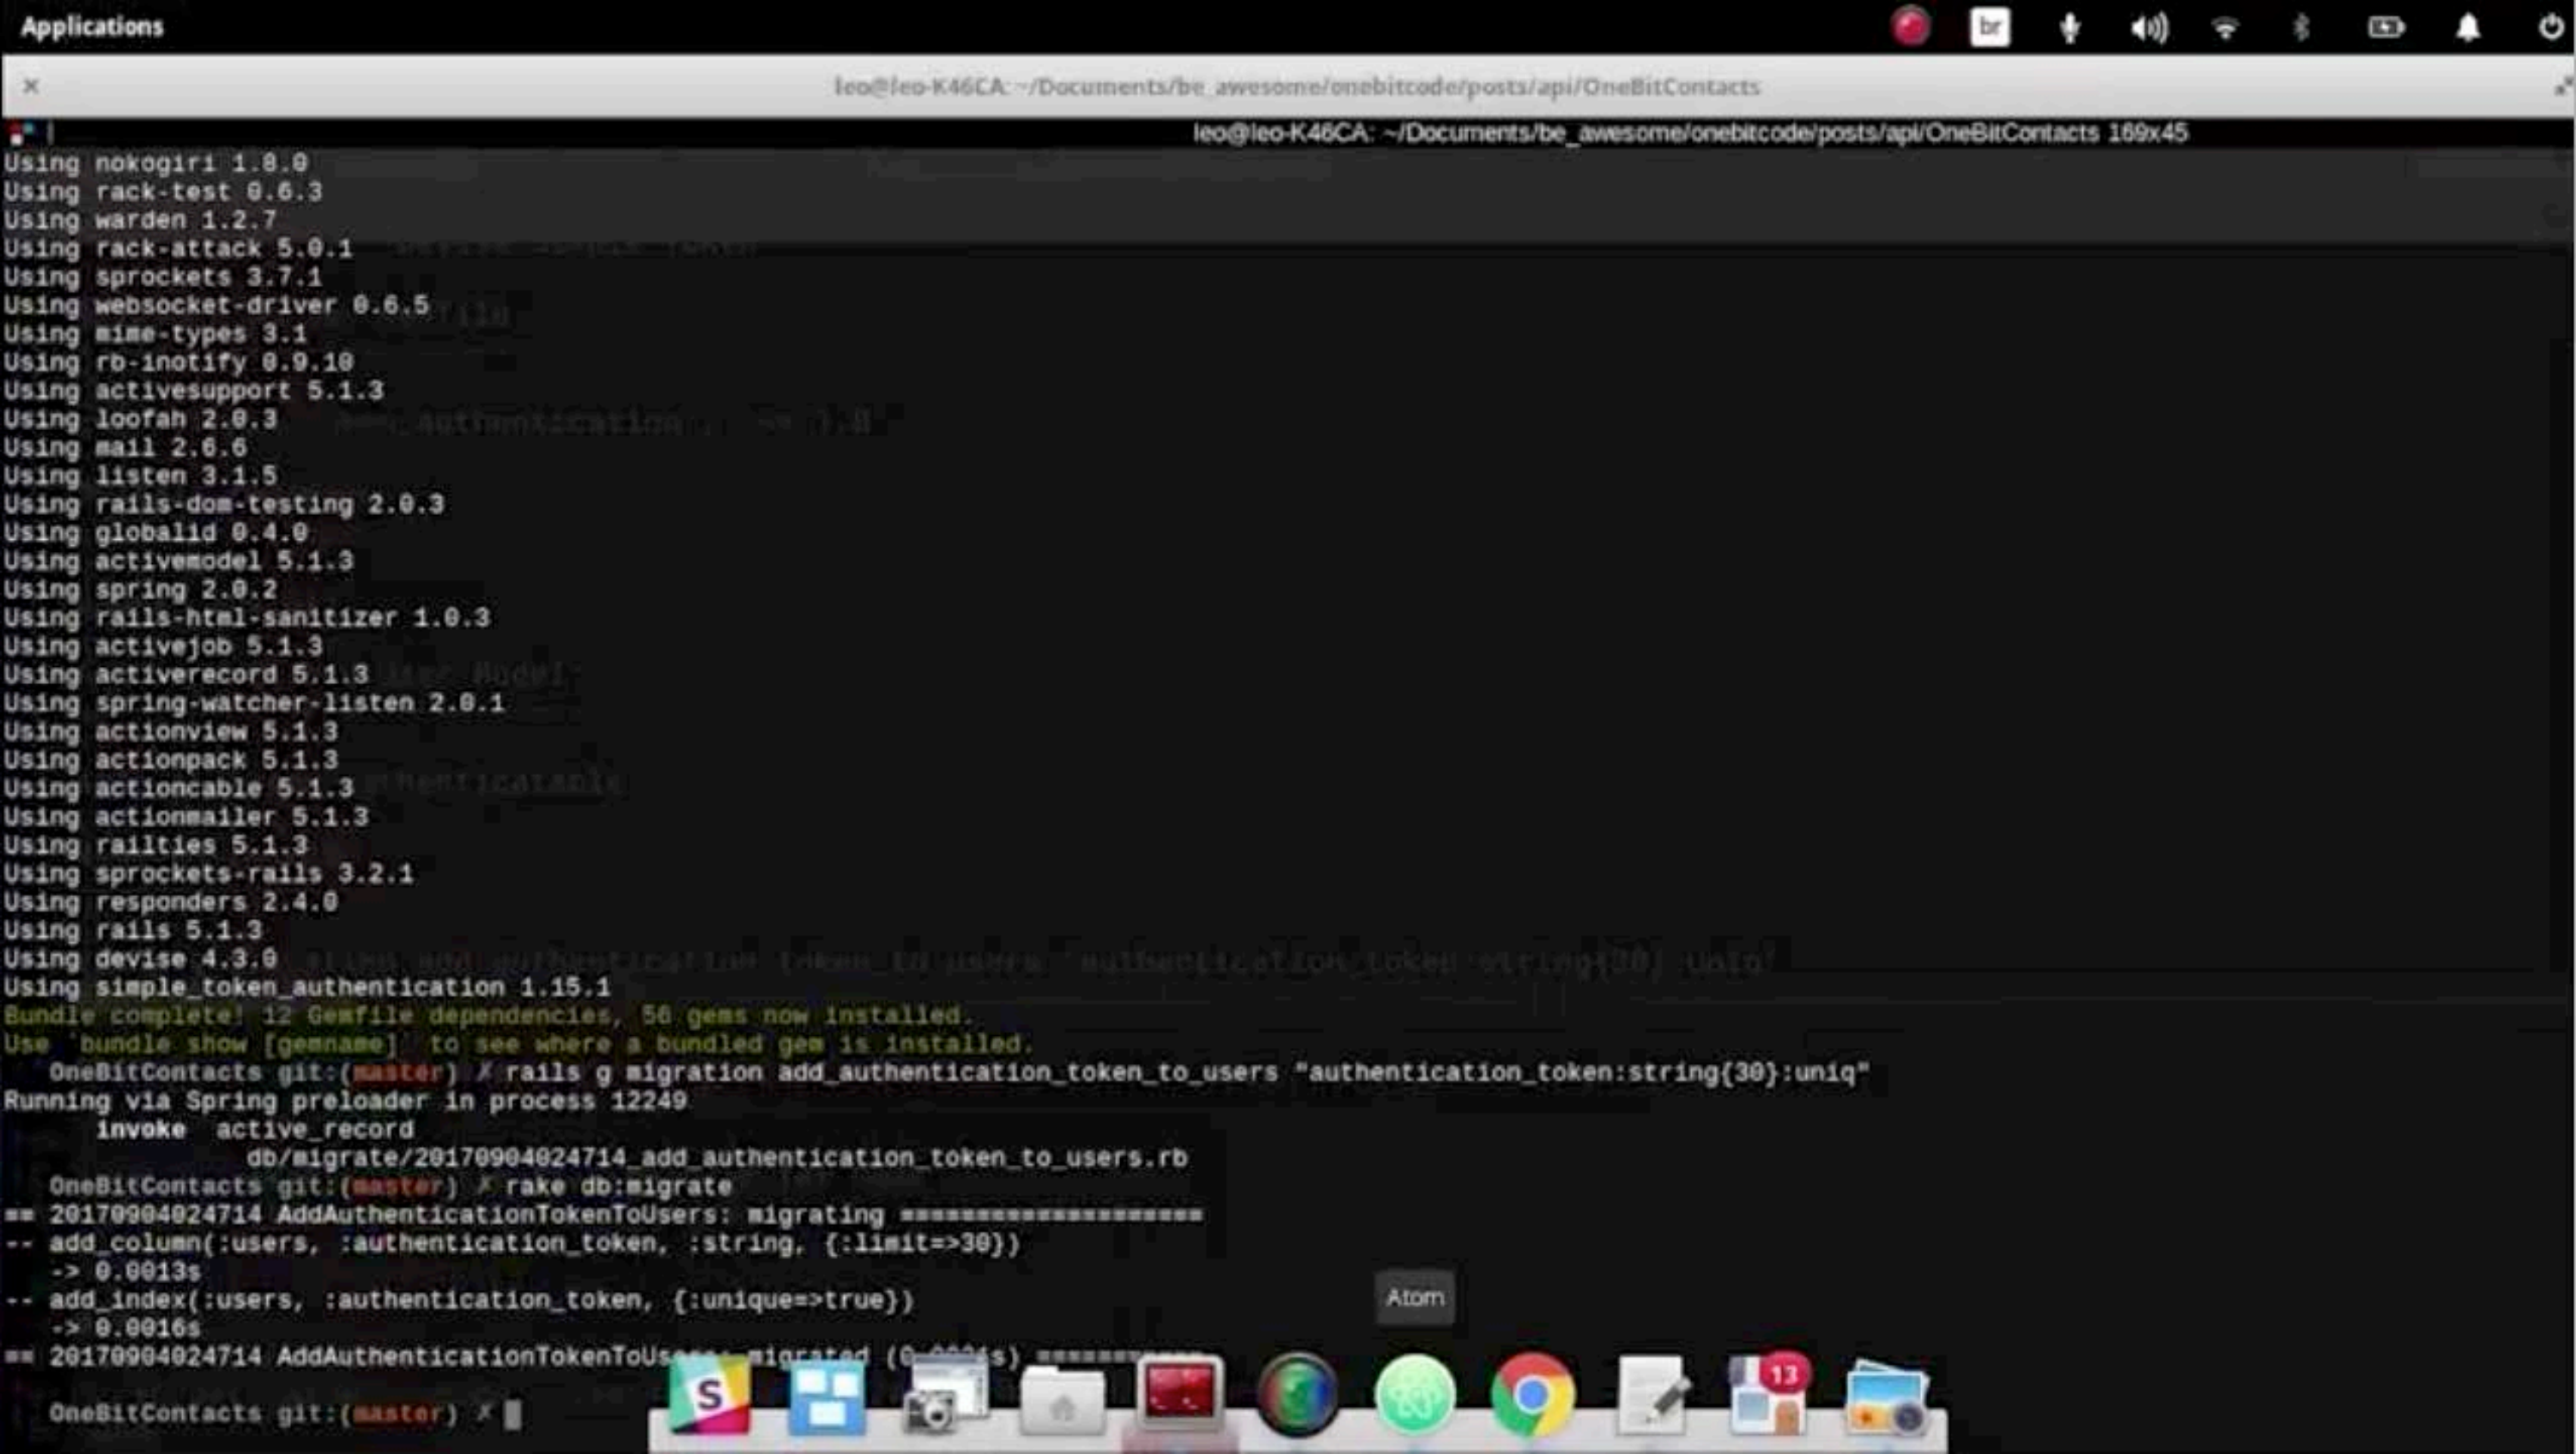 Applications
br
leo@leo-K46CA: ~/Documents/be_awesome/onebitcode/posts/api/OneBitContacts
leo@leo-K46CA: ~/Documents/be_awesome/onebitcode/posts/api/OneBitContacts 169x45
Using nokogiri 1.8.0
Using rack-test 0.6.3
Using warden 1.2.7
Using rack-attack 5.0.1
Using sprockets 3.7.1
Using websocket-driver 0.6.5
Using mime-types 3.1
Using rb-inotify 0.9.10
Using activesupport 5.1.3
Using loofah 2.0.3
Using mail 2.6.6
Using listen 3.1.5
Using rails-dom-testing 2.0.3
Using globalid 0.4.0
Using activemodel 5.1.3
Using spring 2.0.2
Using rails-html-sanitizer 1.0.3
Using activejob 5.1.3
Using activerecord 5.1.3
Using spring-watcher-listen 2.0.1
Using actionview 5.1.3
Using actionpack 5.1.3
Using actioncable 5.1.3
Using actionmailer 5.1.3
Using railties 5.1.3
Using sprockets-rails 3.2.1
Using responders 2.4.0
Using rails 5.1.3
Using devise 4.3.0
Using simple_token_authentication 1.15.1
Bundle complete! 12 Gemfile dependencies, 56 gems now installed.
Use `bundle show [gemname]` to see where a bundled gem is installed.
OneBitContacts git:(master) ✗ rails g migration add_authentication_token_to_users "authentication_token:string{30}:uniq"
Running via Spring preloader in process 12249
invoke active_record
db/migrate/20170904024714_add_authentication_token_to_users.rb
OneBitContacts git:(master) ✗ rake db:migrate
== 20170904024714 AddAuthenticationTokenToUsers: migrating ====================
-- add_column(:users, :authentication_token, :string, {:limit=>30})
-> 0.0013s
-- add_index(:users, :authentication_token, {:unique=>true})
-> 0.0016s
== 20170904024714 AddAuthenticationTokenToUsers: migrated ===========
OneBitContacts git:(master) ✗
Atom
S
13